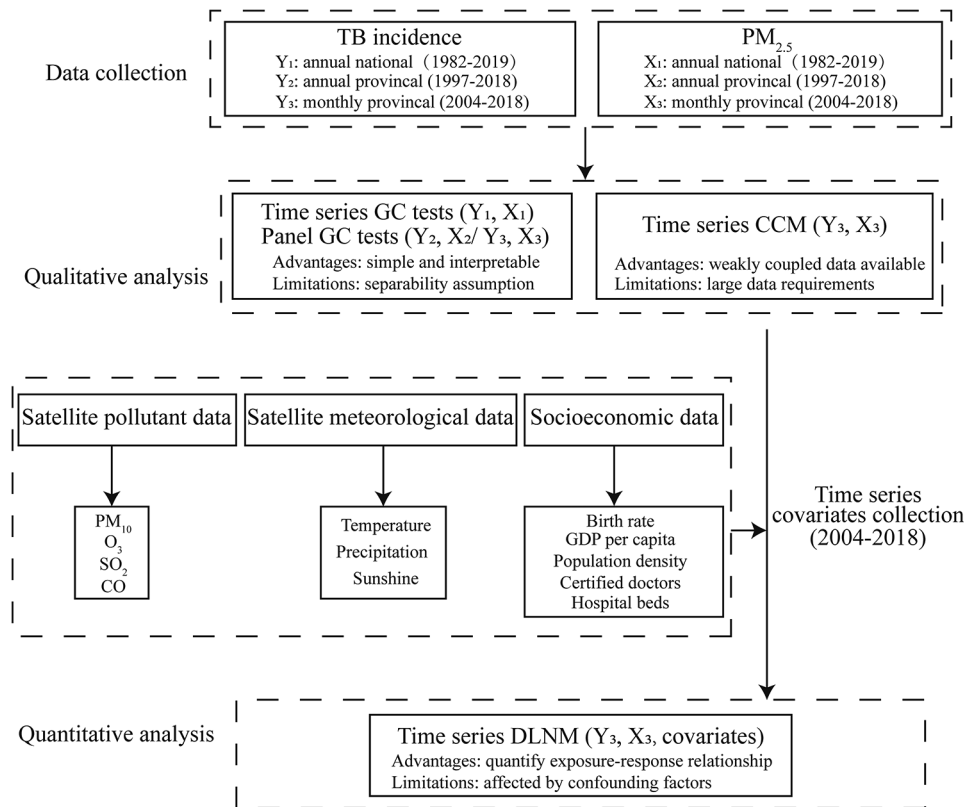 Data collection
TB incidence
Y₁: annual national（1982-2019）
Y₂: annual provincal (1997-2018)
Y₃: monthly provincal (2004-2018)
PM₂.₅
X₁: annual national（1982-2019）
X₂: annual provincal (1997-2018)
X₃: monthly provincal (2004-2018)
Qualitative analysis
Time series GC tests (Y₁, X₁)
Panel GC tests (Y₂, X₂/ Y₃, X₃)
Advantages: simple and interpretable
Limitations: separability assumption
Time series CCM (Y₃, X₃)
Advantages: weakly coupled data available
Limitations: large data requirements
Satellite pollutant data
PM₁₀
O₃
SO₂
CO
Satellite meteorological data
Temperature
Precipitation
Sunshine
Socioeconomic data
Birth rate
GDP per capita
Population density
Certified doctors
Hospital beds
Time series
covariates collection
(2004-2018)
Quantitative analysis
Time series DLNM (Y₃, X₃, covariates)
Advantages: quantify exposure-response relationship
Limitations: affected by confounding factors